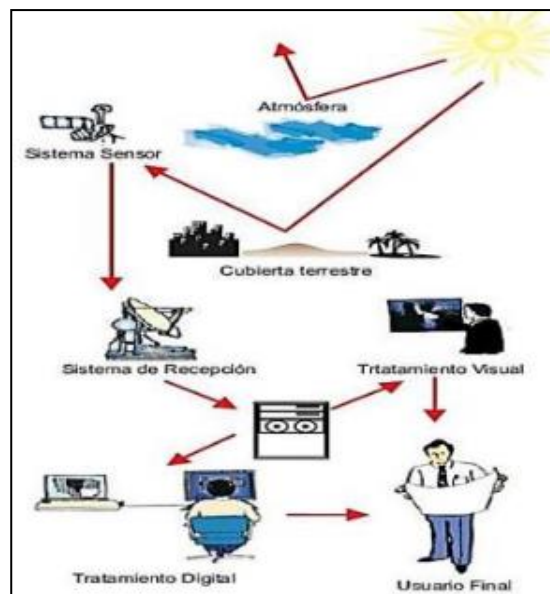 Atmósfera
Sistema Sensor
Cubierta terrestre
Sistema de Recepción
Trtatamiento Visual
Tratamiento Digital
Usuario Final